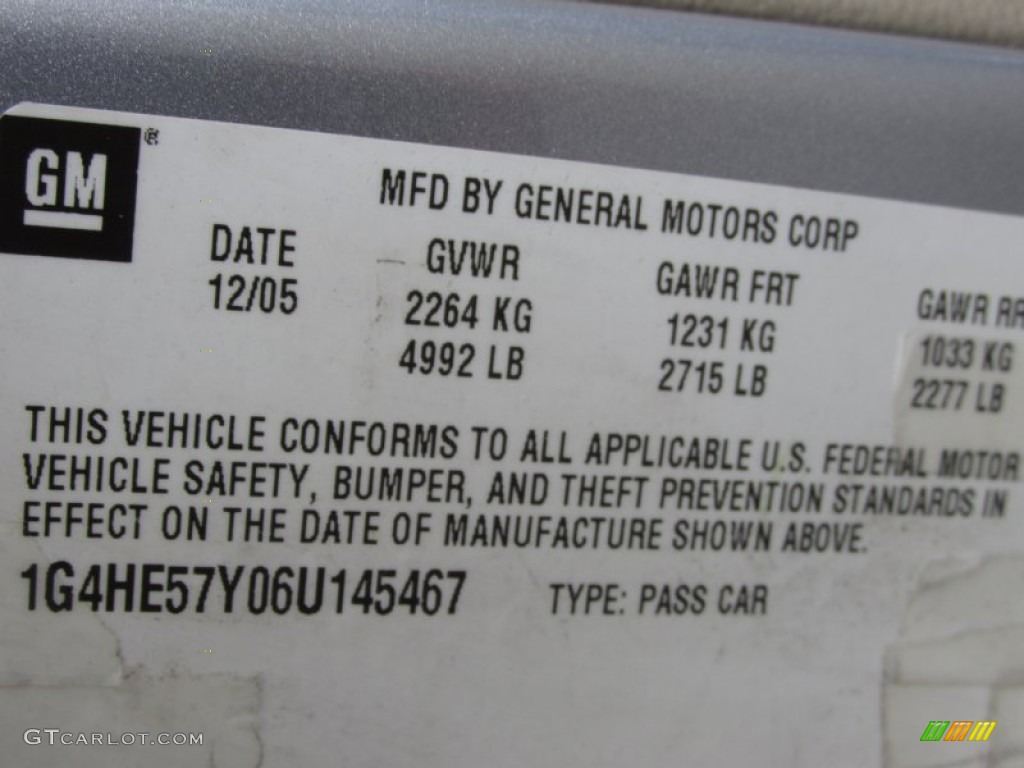 GM ®
MFD BY GENERAL MOTORS CORP
DATE GVWR GAWR FRT GAWR RR
12/05 2264 KG 1231 KG 1033 KG
4992 LB 2715 LB 2277 LB
THIS VEHICLE CONFORMS TO ALL APPLICABLE U.S. FEDERAL MOTOR
VEHICLE SAFETY, BUMPER, AND THEFT PREVENTION STANDARDS IN
EFFECT ON THE DATE OF MANUFACTURE SHOWN ABOVE.
1G4HE57Y06U145467 TYPE: PASS CAR
GTCARLOT.COM